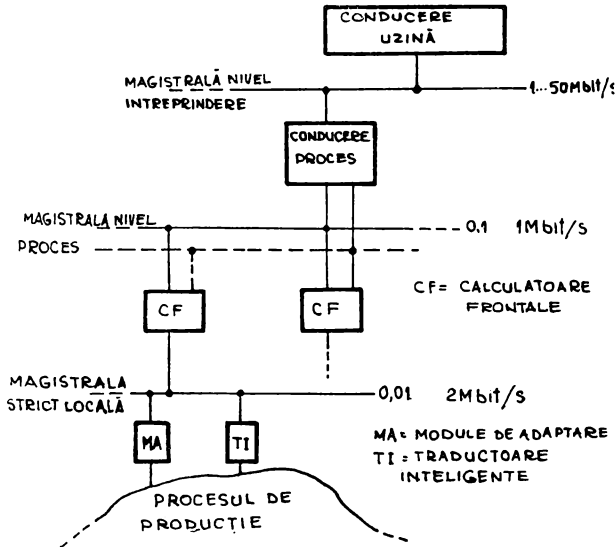 CONDUCERE
UZINĂ
MAGISTRALĂ NIVEL
INTREPRINDERE
1...50Mbit/s
CONDUCERE
PROCES
MAGISTRALA NIVEL
PROCES
0,1 1Mbit/s
CF= CALCULATOARE
FRONTALE
CF
CF
MAGISTRALA
STRICT LOCALĂ
0,01 2Mbit/s
MA
TI
MA= MODULE DE ADAPTARE
TI = TRADUCTOARE
INTELIGENTE
PROCESUL DE
PRODUCȚIE